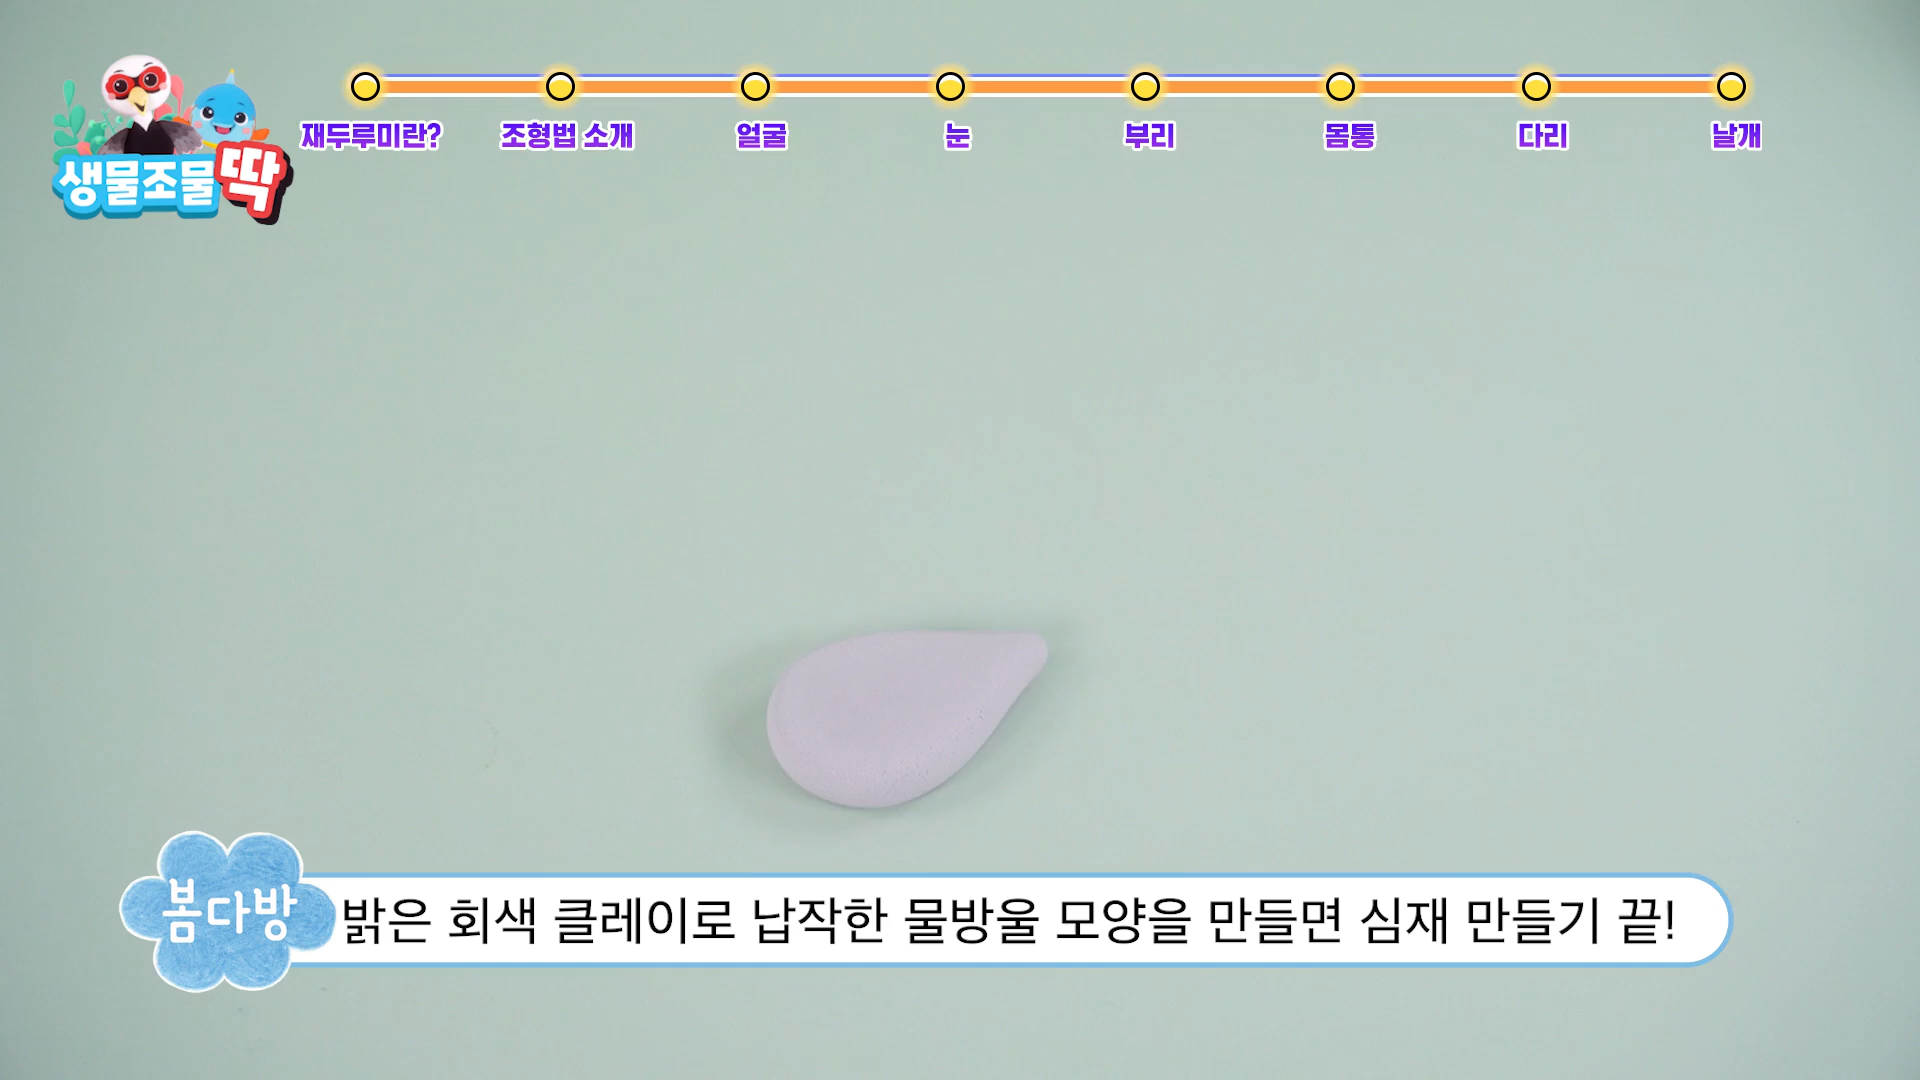 생물조물딱
재두루미란?
조형법 소개
얼굴
눈
부리
몸통
다리
날개
봄다방
밝은 회색 클레이로 납작한 물방울 모양을 만들면 심재 만들기 끝!